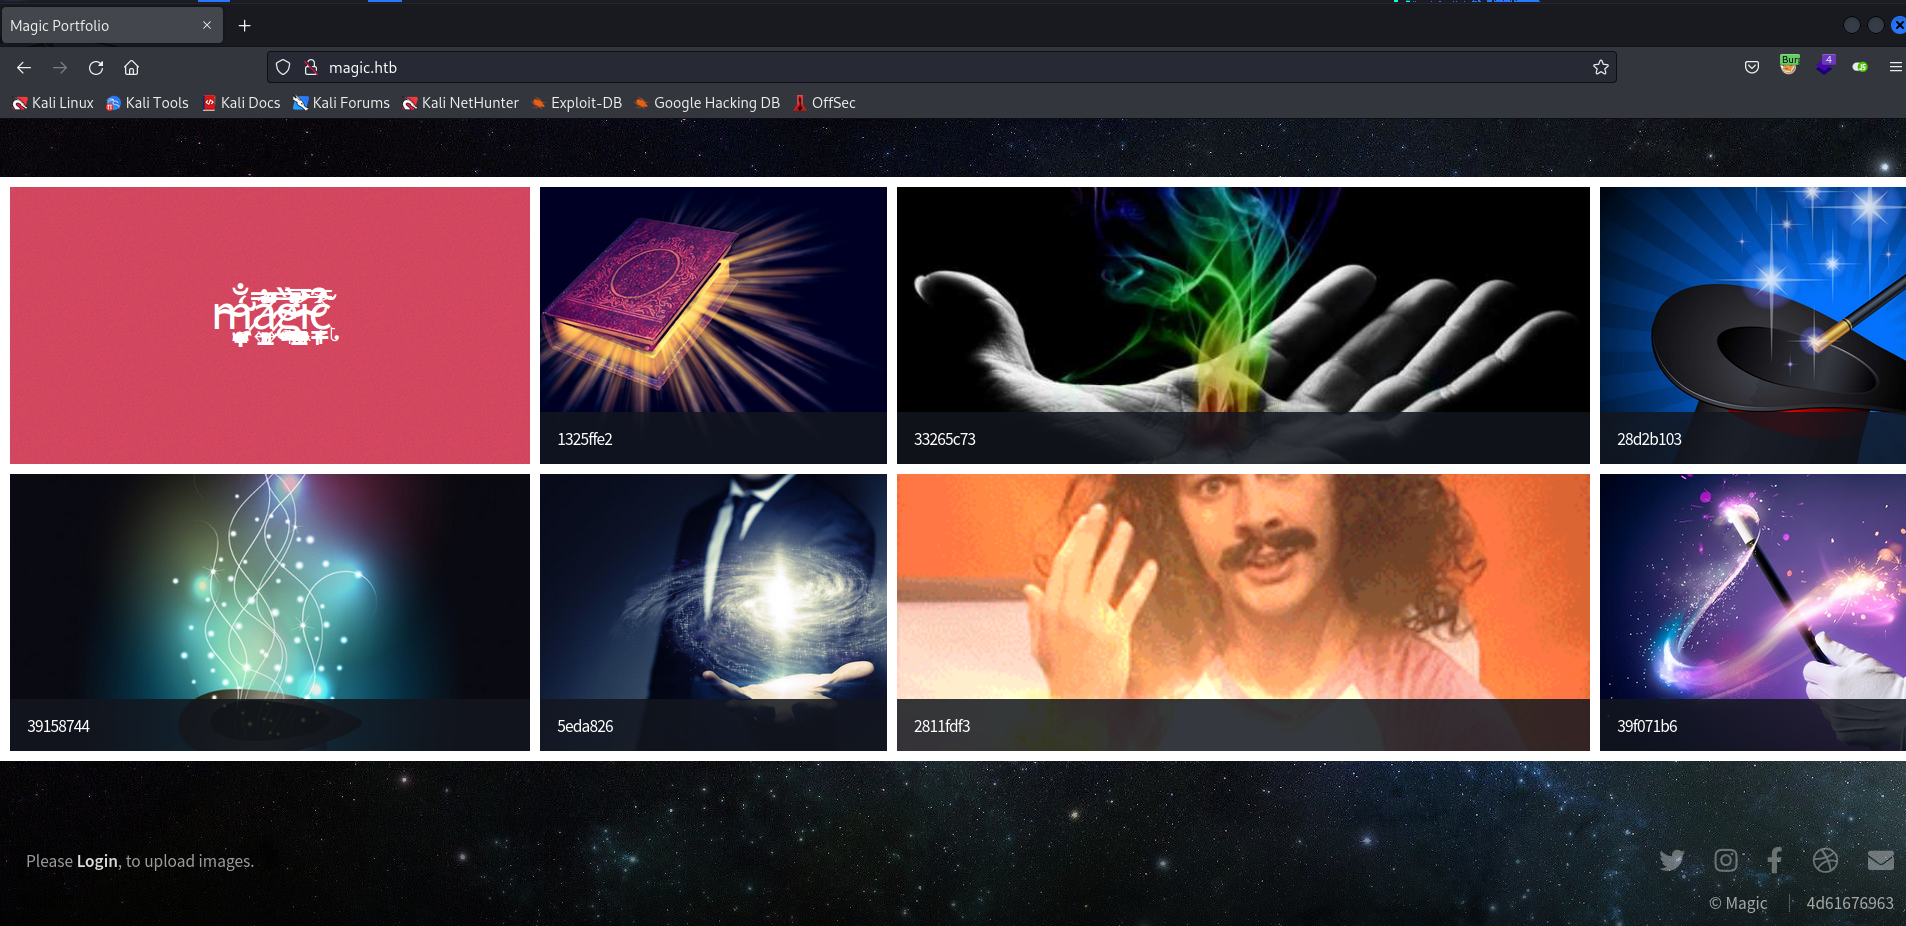 Magic Portfolio
magic.htb
Kali Linux Kali Tools Kali Docs Kali Forums Kali NetHunter Exploit-DB Google Hacking DB OffSec
magic
1325ffe2
33265c73
28d2b103
39158744
5eda826
2811fdf3
39f071b6
Please Login, to upload images.
© Magic | 4d61676963